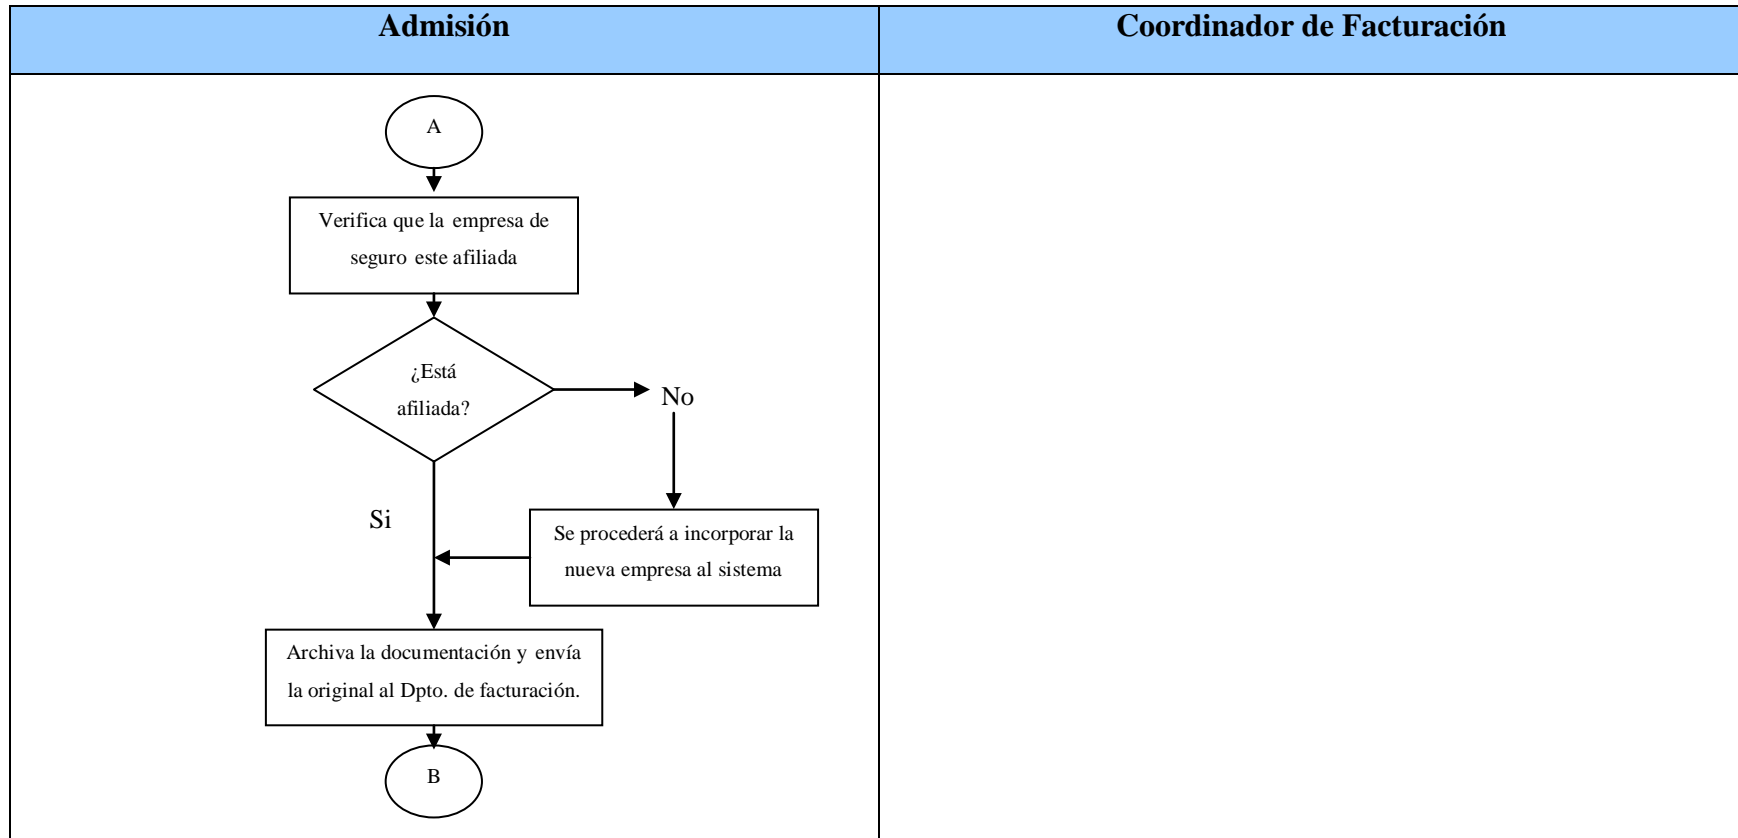 Admisión
Coordinador de Facturación
A
Verifica que la empresa de
seguro este afiliada
¿Está
afiliada?
No
Si
Se procederá a incorporar la
nueva empresa al sistema
Archiva la documentación y envía
la original al Dpto. de facturación.
B